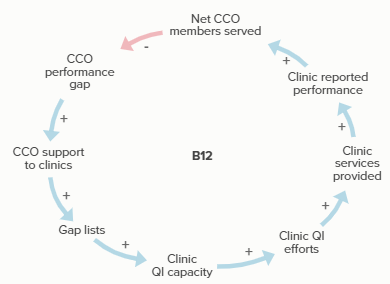 Net CCO
members served
-
CCO
performance
gap
+
CCO support
to clinics
+
Gap lists
+
Clinic
QI capacity
+
Clinic QI
efforts
+
Clinic
services
provided
+
Clinic reported
performance
+
B12